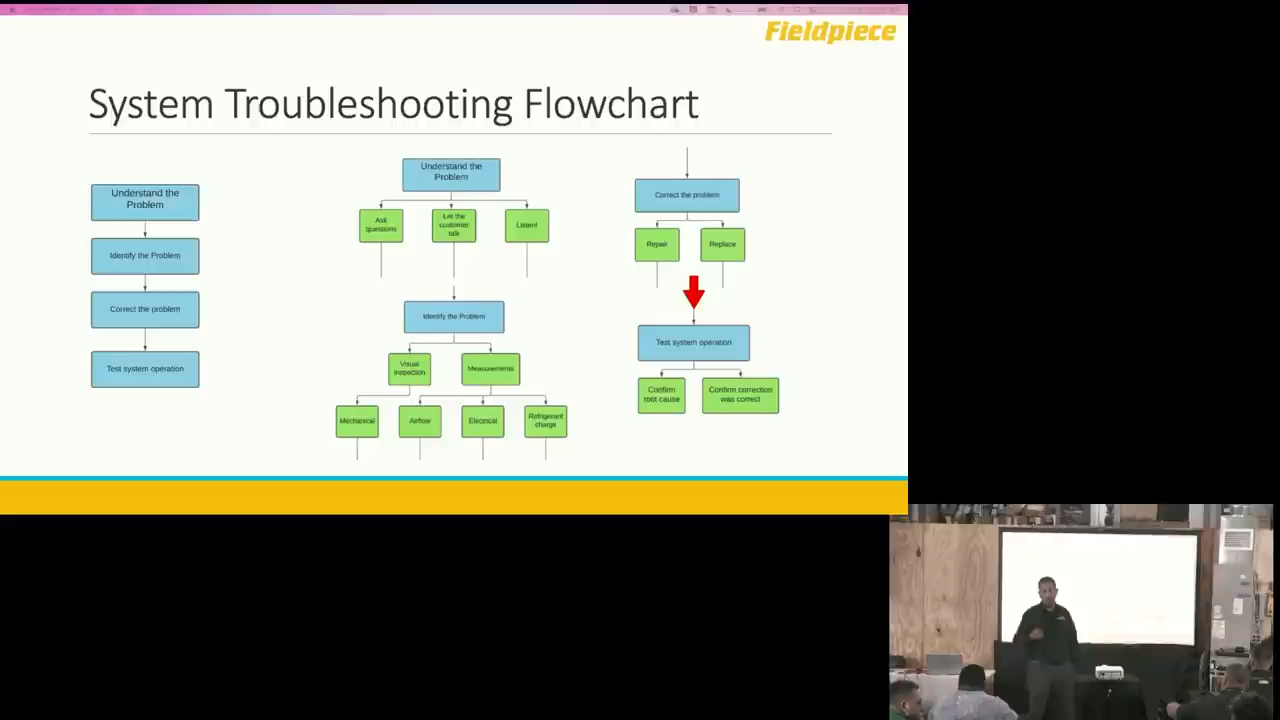 Fieldpiece
System Troubleshooting Flowchart
Understand the
Problem
Identify the Problem
Correct the problem
Test system operation
Understand the
Problem
Ask
questions
Let the
customer
talk
Listen!
Identify the Problem
Visual
inspection
Measurements
Mechanical
Airflow
Electrical
Refrigerant
charge
Correct the problem
Repair
Replace
Test system operation
Confirm
root cause
Confirm correction
was correct